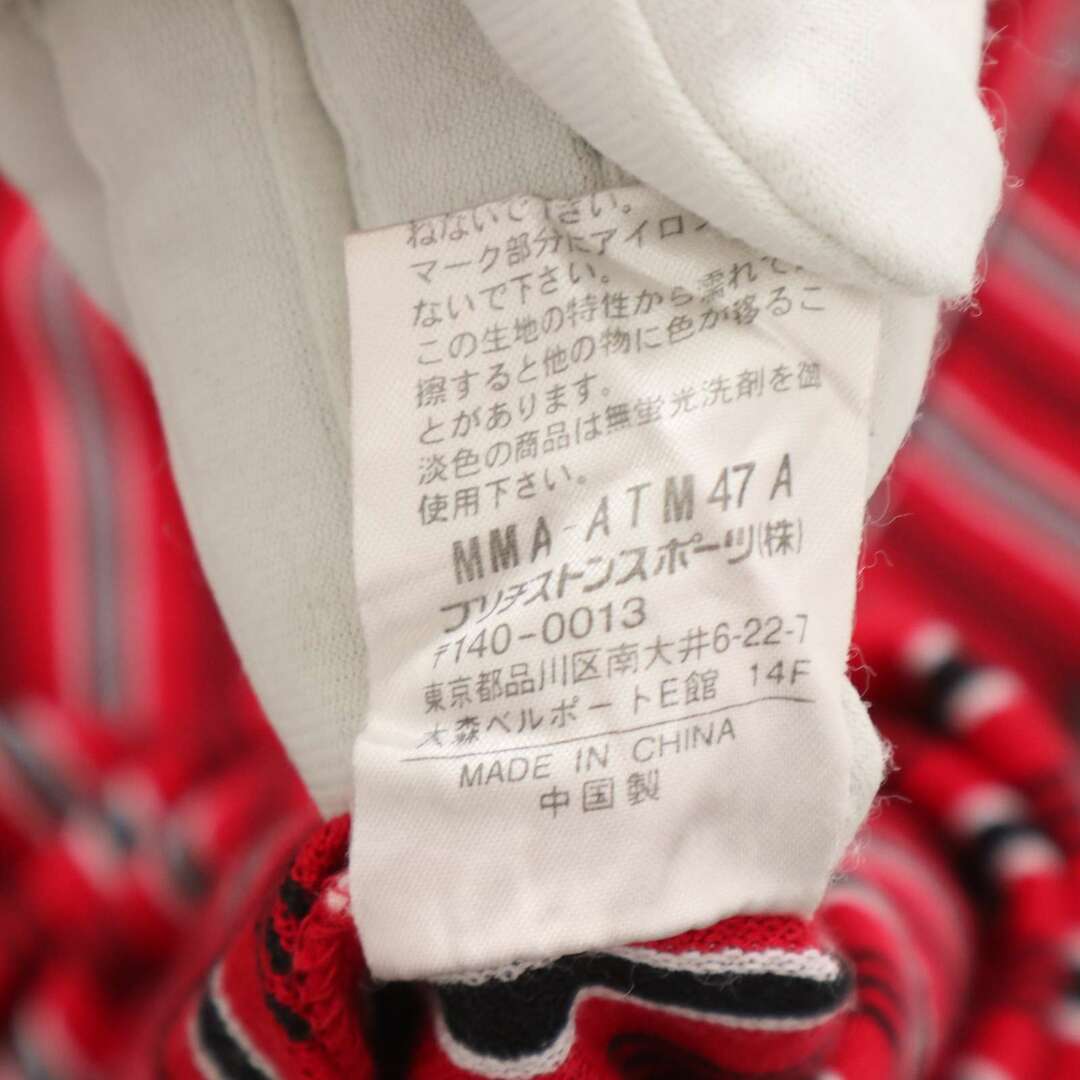 ねないで下さい。
マーク部分にアイロン
ないで下さい。
この生地の特性から濡れて
擦すると他の物に色が移るこ
とがあります。
淡色の商品は無蛍光洗剤を御
使用下さい。
MMA-ATM47A
ブリヂストンスポーツ(株)
〒140-0013
東京都品川区南大井6-22-7
大森ベルポートE館 14F
MADE IN CHINA
中国製